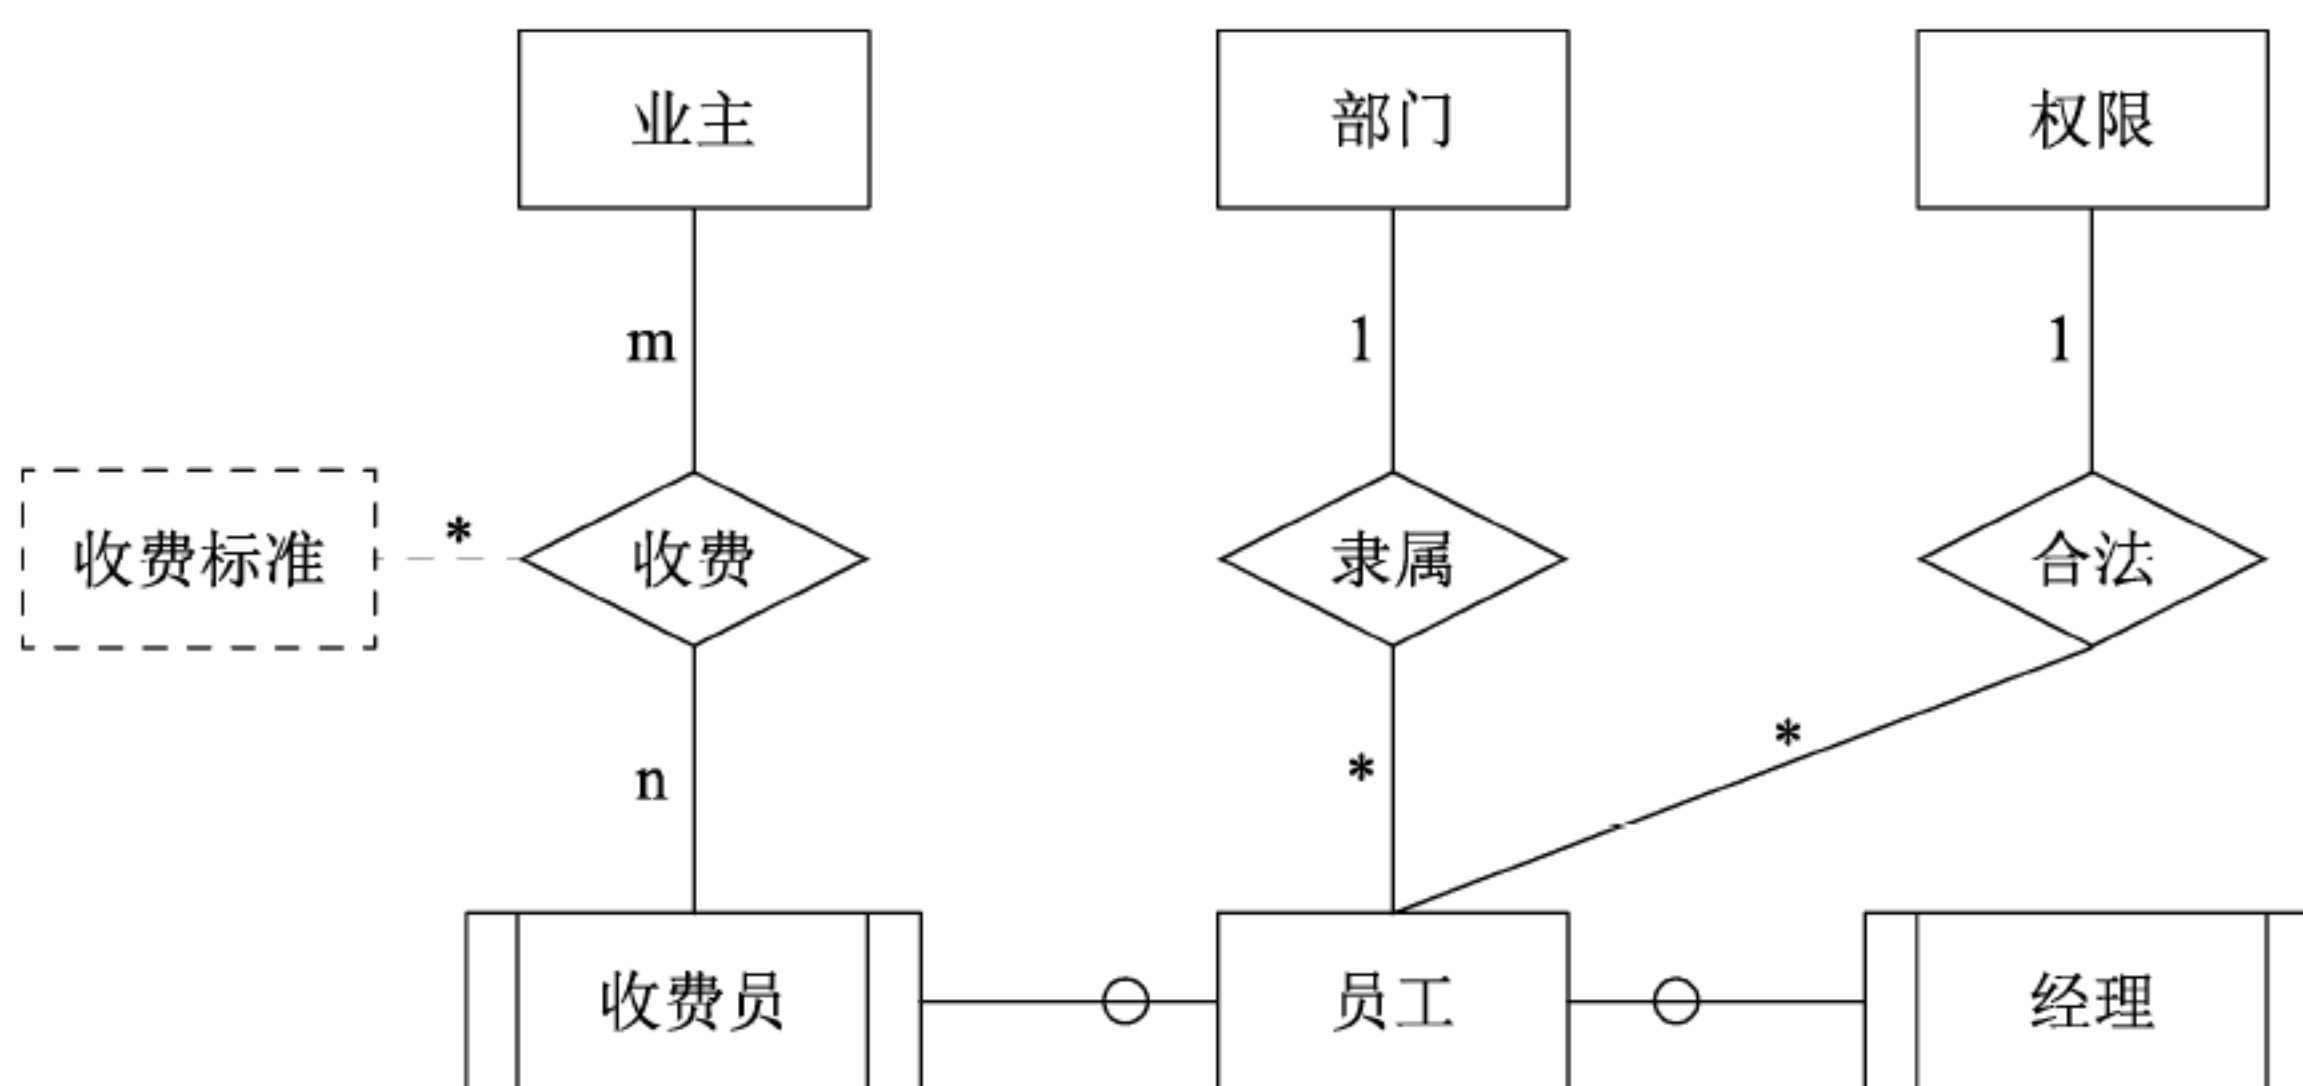 业主
部门
权限
m
1
1
收费标准
*
收费
隶属
合法
n
*
*
收费员
员工
经理